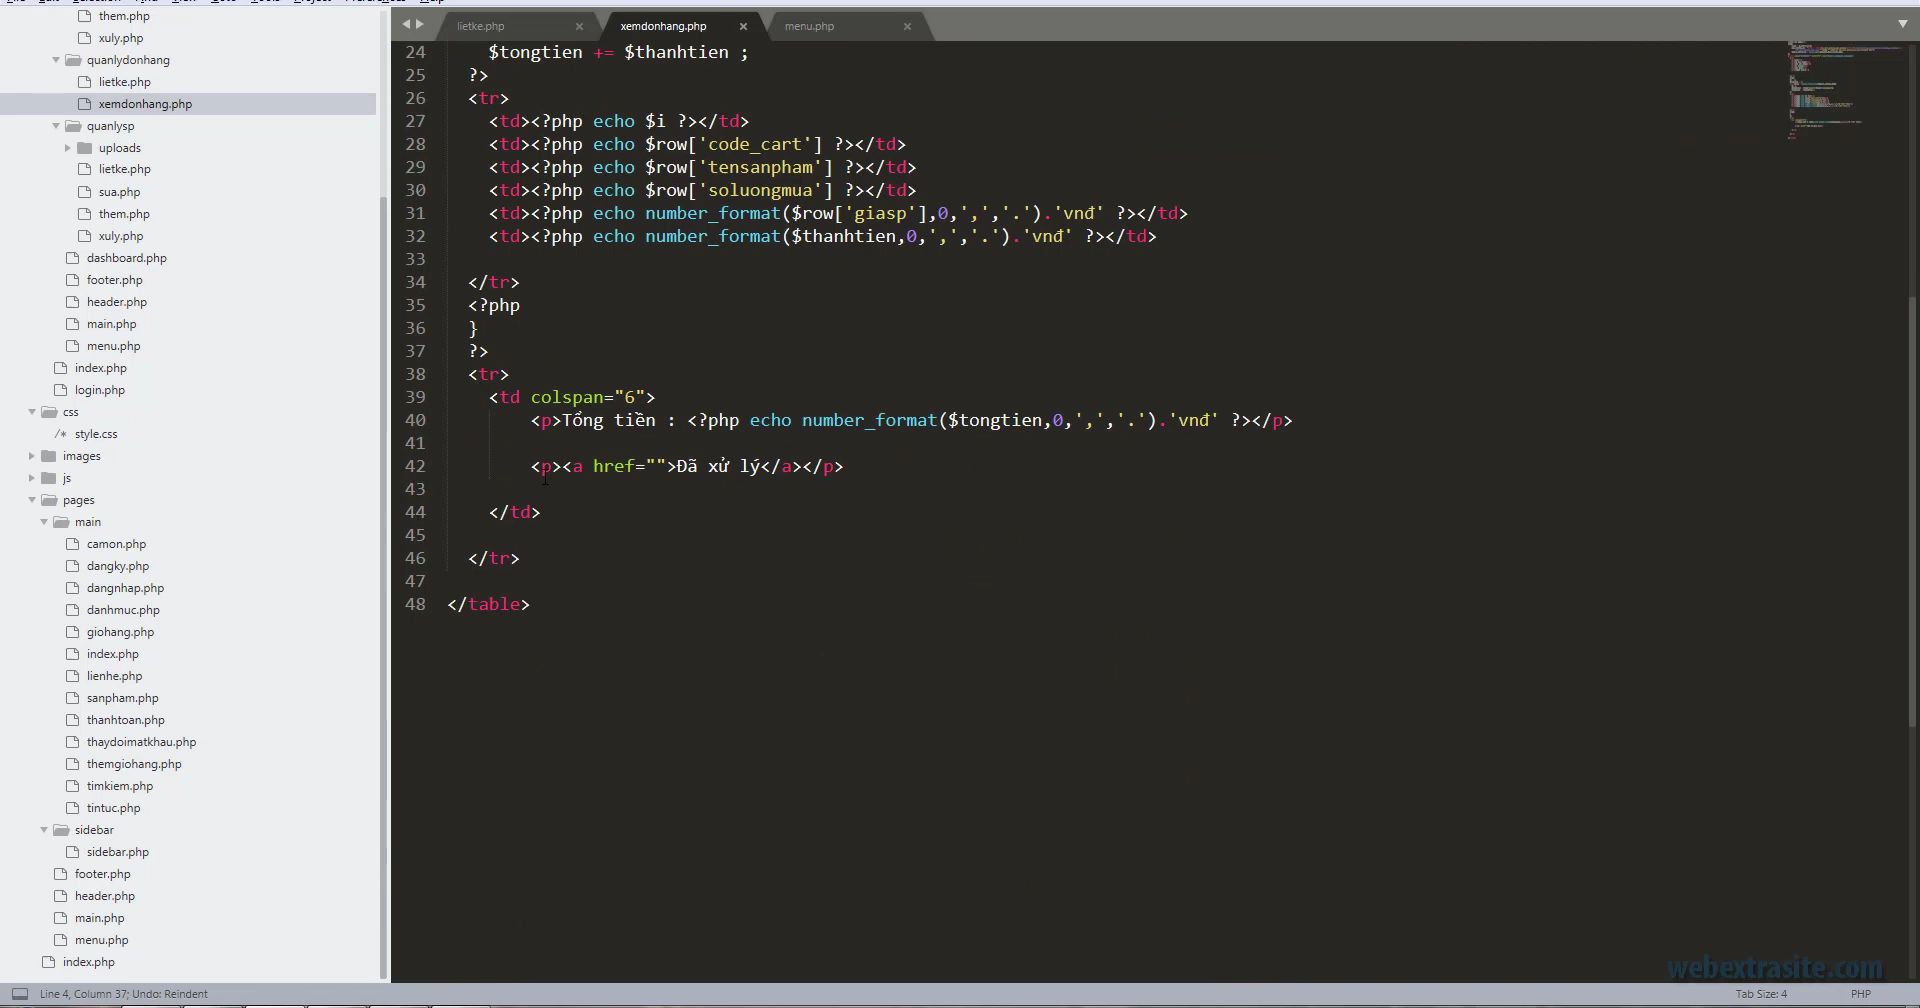 them.php
xuly.php
quanlydonhang
lietke.php
xemdonhang.php
quanlysp
uploads
lietke.php
sua.php
them.php
xuly.php
dashboard.php
footer.php
header.php
main.php
menu.php
index.php
login.php
css
/* style.css
images
js
pages
main
camon.php
dangky.php
dangnhap.php
danhmuc.php
giohang.php
index.php
lienhe.php
sanpham.php
thanhtoan.php
thaydoimatkhau.php
themgiohang.php
timkiem.php
tintuc.php
sidebar
sidebar.php
footer.php
header.php
main.php
menu.php
index.php
lietke.php xemdonhang.php menu.php
24 $tongtien += $thanhtien ;
25 ?>
26 <tr>
27 <td><?php echo $i ?></td>
28 <td><?php echo $row['code_cart'] ?></td>
29 <td><?php echo $row['tensanpham'] ?></td>
30 <td><?php echo $row['soluongmua'] ?></td>
31 <td><?php echo number_format($row['giasp'],0,',','.').'vnđ' ?></td>
32 <td><?php echo number_format($thanhtien,0,',','.').'vnđ' ?></td>
33
34 </tr>
35 <?php
36 }
37 ?>
38 <tr>
39 <td colspan="6">
40 <p>Tổng tiền : <?php echo number_format($tongtien,0,',','.').'vnđ' ?></p>
41
42 <p><a href="">Đã xử lý</a></p>
43
44 </td>
45
46 </tr>
47
48 </table>
webextrasite.com
Line 4, Column 37; Undo: Reindent Tab Size: 4 PHP